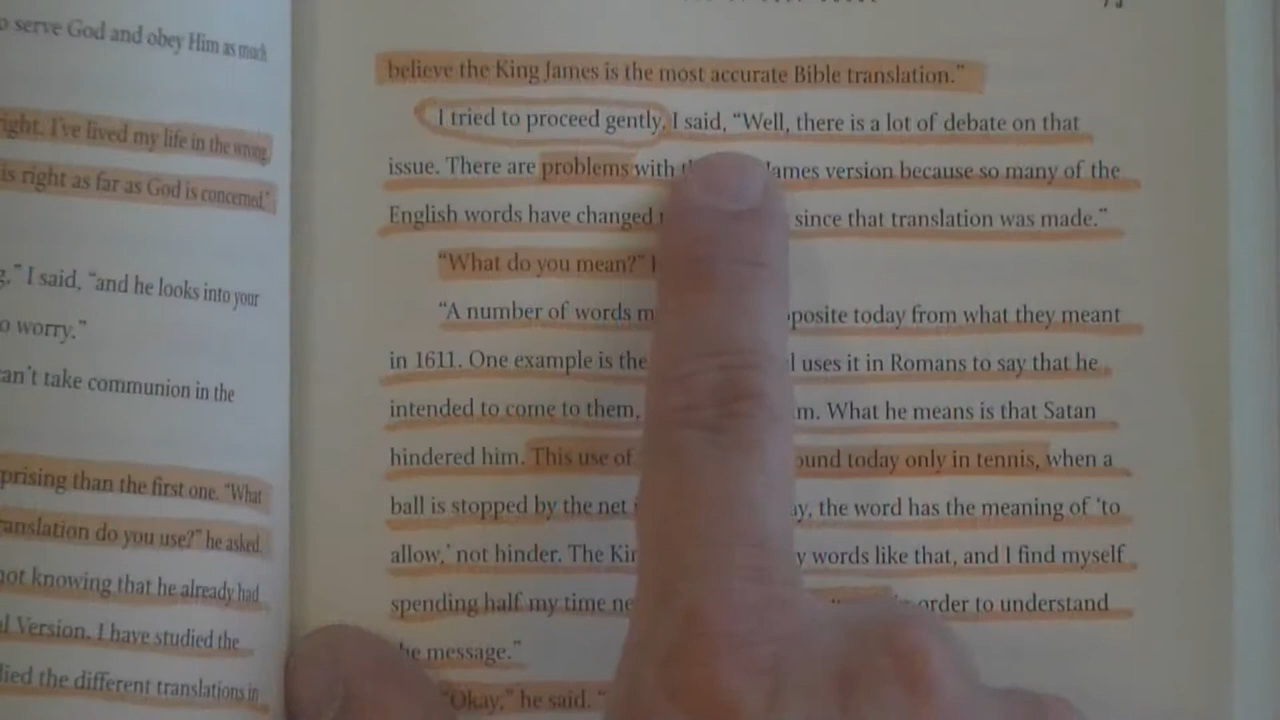 serve God and obey Him as much
right. I've lived my life in the wrong
is right as far as God is concerned."
," I said, "and he looks into your
o worry."
can't take communion in the
prising than the first one. "What
anslation do you use?" he asked.
not knowing that he already had
l Version. I have studied the
died the different translations in
believe the King James is the most accurate Bible translation."
I tried to proceed gently. I said, "Well, there is a lot of debate on that
issue. There are problems with ames version because so many of the
English words have changed since that translation was made."
"What do you mean?"
"A number of words posite today from what they meant
in 1611. One example is the l uses it in Romans to say that he
intended to come to them, m. What he means is that Satan
hindered him. This use of ound today only in tennis, when a
ball is stopped by the net ay, the word has the meaning of 'to
allow,' not hinder. The Kin y words like that, and I find myself
spending half my time ne order to understand
he message."
"Okay," he said. "